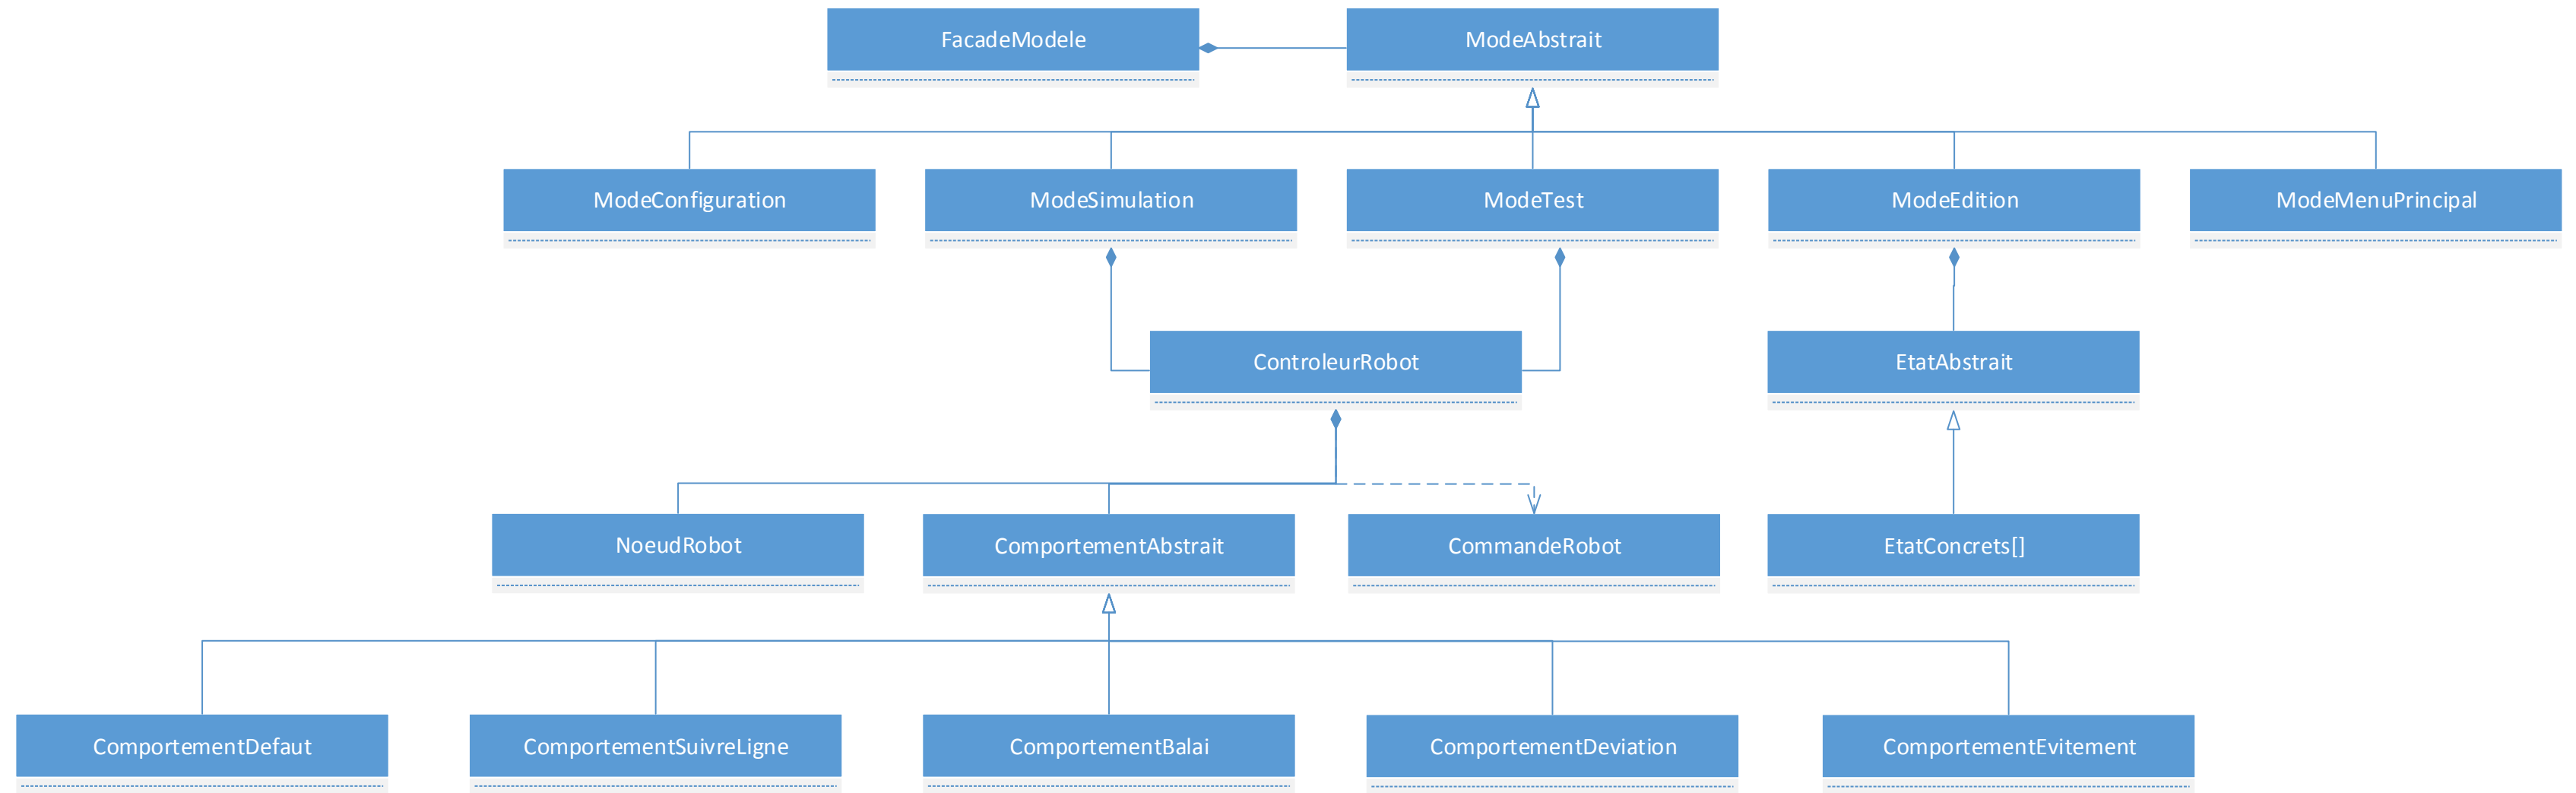 FacadeModele
ModeAbstrait
ModeConfiguration
ModeSimulation
ModeTest
ModeEdition
ModeMenuPrincipal
ControleurRobot
EtatAbstrait
NoeudRobot
ComportementAbstrait
CommandeRobot
EtatConcrets[]
ComportementDefaut
ComportementSuivreLigne
ComportementBalai
ComportementDeviation
ComportementEvitement